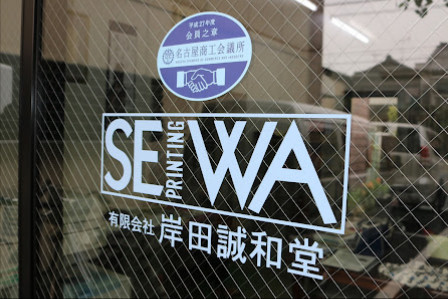 平成27年度
会員之章
名古屋商工会議所
SEIWA
PRINTING
有限会社 岸田誠和堂